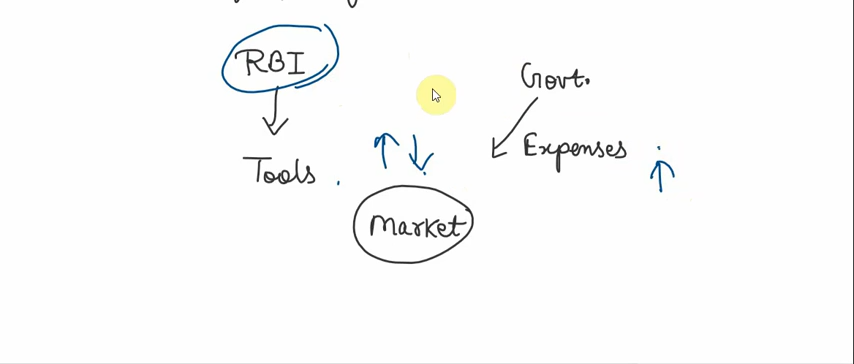 RBI
Govt.
Tools.
Expenses
Market